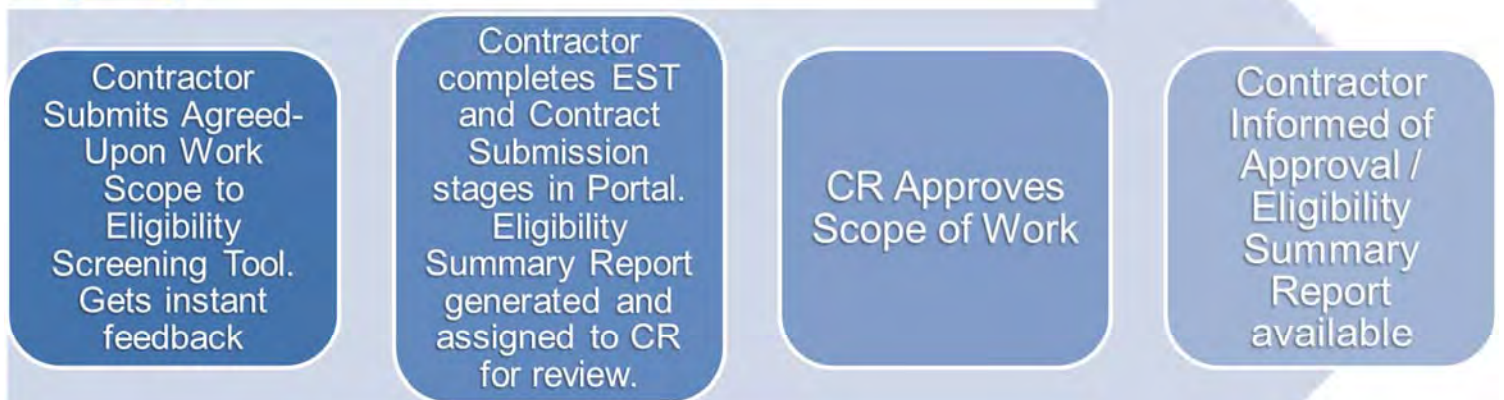 Contractor
Submits Agreed-
Upon Work
Scope to
Eligibility
Screening Tool.
Gets instant
feedback
Contractor
completes EST
and Contract
Submission
stages in Portal.
Eligibility
Summary Report
generated and
assigned to CR
for review.
CR Approves
Scope of Work
Contractor
Informed of
Approval /
Eligibility
Summary
Report
available